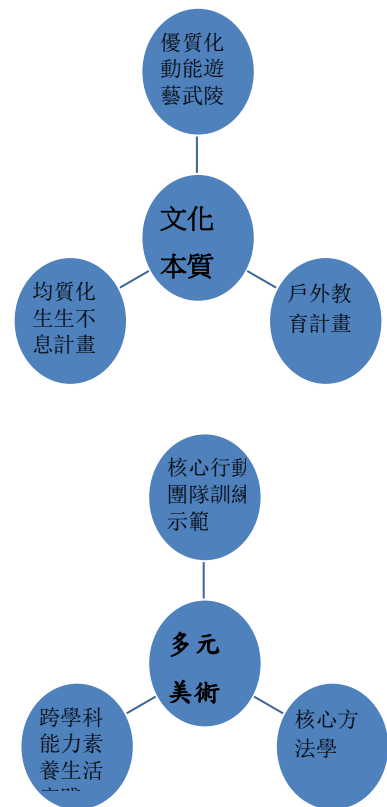 優質化
動能遊
藝武陵
文化
本質
均質化
生生不
息計畫
戶外教
育計畫
核心行動
團隊訓練
示範
多元
美術
跨學科
能力素
養生活
核心方
法學